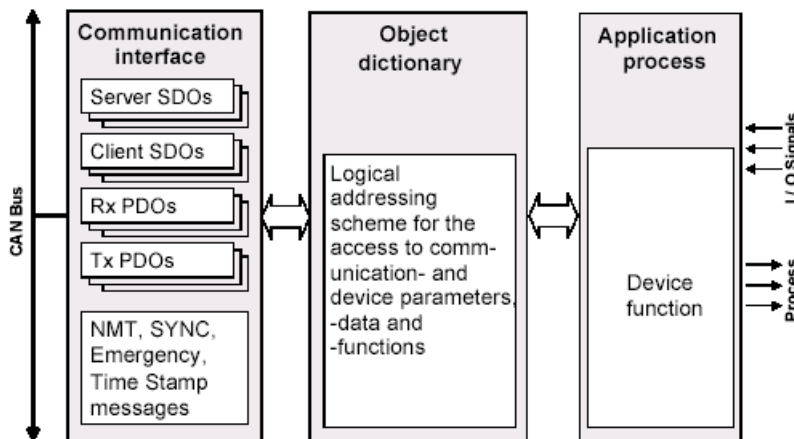 CAN Bus
Communication
interface
Server SDOs
Client SDOs
Rx PDOs
Tx PDOs
NMT, SYNC,
Emergency,
Time Stamp
messages
Object
dictionary
Logical
addressing
scheme for the
access to comm-
unication- and
device parameters,
-data and
-functions
Application
process
Device
function
I / O Signals
Process